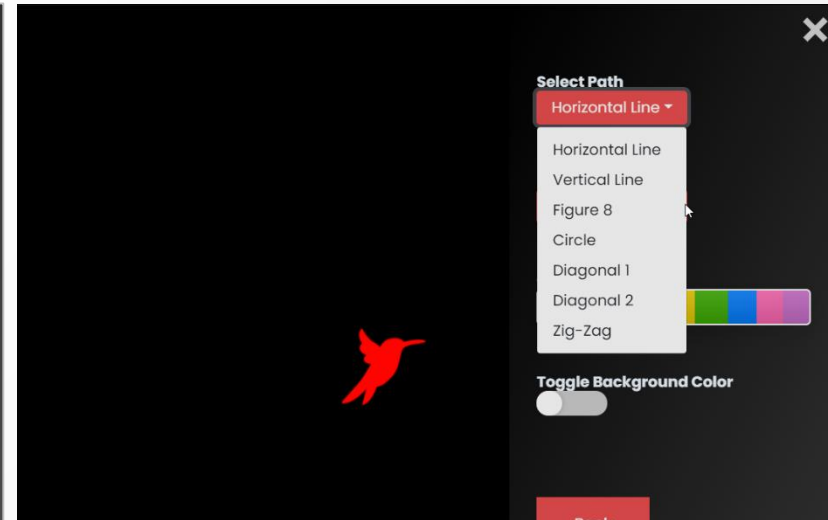 Select Path
Horizontal Line
Horizontal Line
Vertical Line
Figure 8
Circle
Diagonal 1
Diagonal 2
Zig-Zag
Toggle Background Color